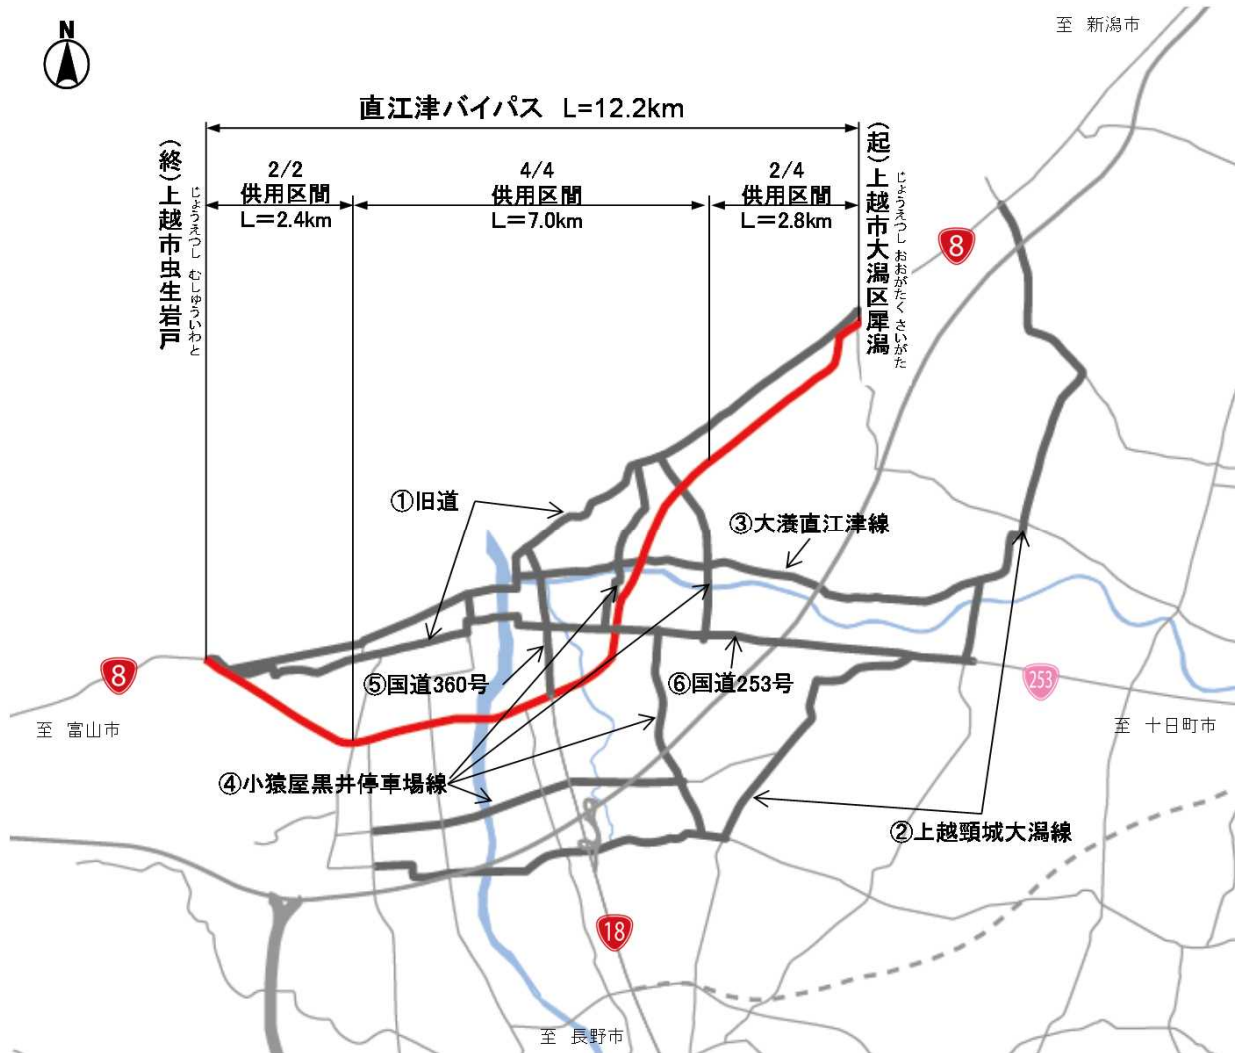 N
至 新潟市
直江津バイパス L=12.2km
2/2
供用区間
L=2.4km
4/4
供用区間
L=7.0km
2/4
供用区間
L=2.8km
(終)上越市虫生岩戸
じょうえつし むしゅういわと
(起)上越市大潟区犀潟
じょうえつし おおがたく さいがた
8
①旧道
③大濁直江津線
8
⑤国道360号
⑥国道253号
253
至 富山市
至 十日町市
④小猿屋黒井停車場線
②上越頸城大潟線
18
至 長野市